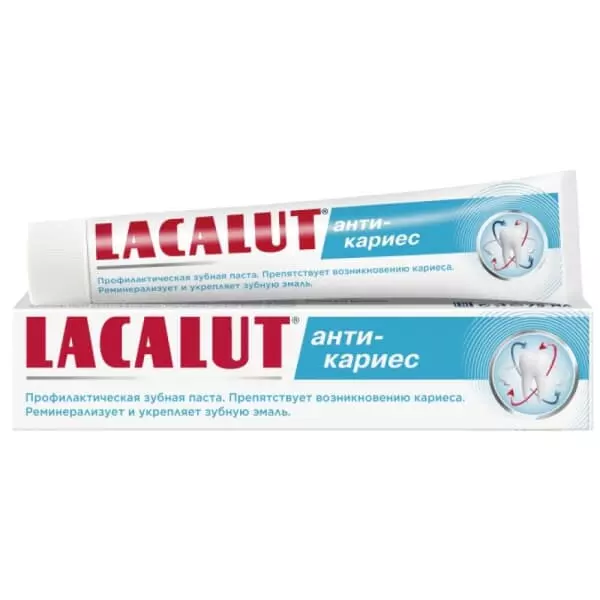 LACALUT®
анти-
кариес
Профилактическая зубная паста. Препятствует возникновению кариеса.
Реминерализует и укрепляет зубную эмаль.
LACALUT®
анти-
кариес
Профилактическая зубная паста. Препятствует возникновению кариеса.
Реминерализует и укрепляет зубную эмаль.